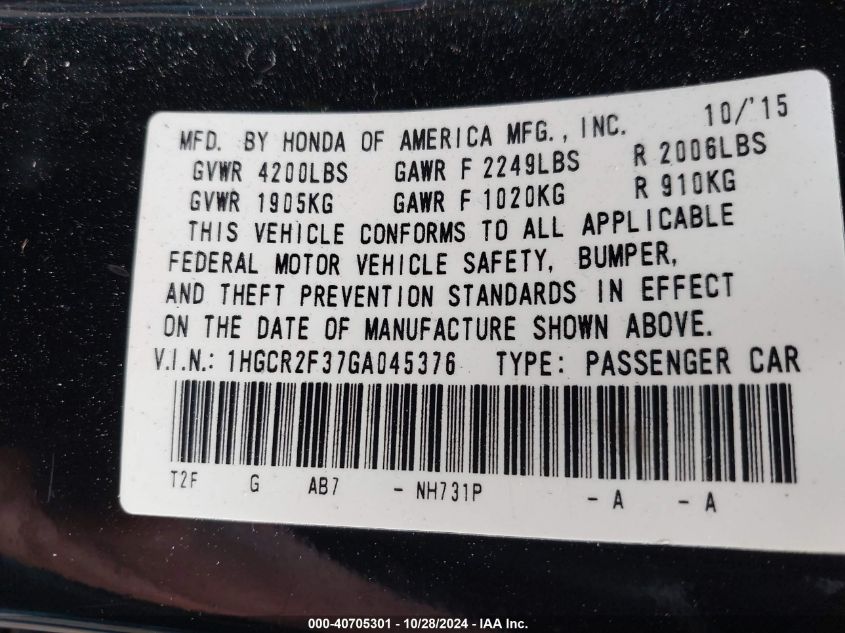 10/'15
MFD. BY HONDA OF AMERICA MFG., INC.
GVWR 4200LBS GAWR F 2249LBS R 2006LBS
GVWR 1905KG GAWR F 1020KG R 910KG
THIS VEHICLE CONFORMS TO ALL APPLICABLE
FEDERAL MOTOR VEHICLE SAFETY, BUMPER,
AND THEFT PREVENTION STANDARDS IN EFFECT
ON THE DATE OF MANUFACTURE SHOWN ABOVE.
V.I.N.: 1HGCR2F37GA045376 TYPE: PASSENGER CAR
T2F G AB7 - NH731P - A - A
000-40705301 - 10/28/2024 - IAA Inc.